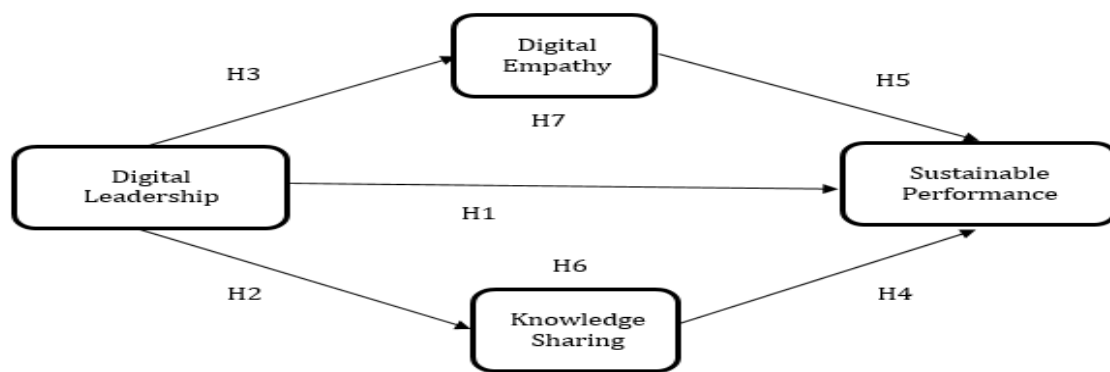 Digital
Empathy
H3
H5
H7
Digital
Leadership
Sustainable
Performance
H1
H6
H2
H4
Knowledge
Sharing